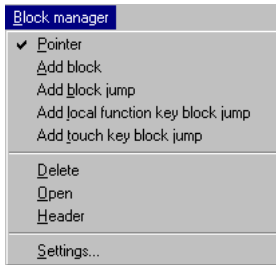 Block manager
Pointer
Add block
Add block jump
Add local function key block jump
Add touch key block jump
Delete
Open
Header
Settings...